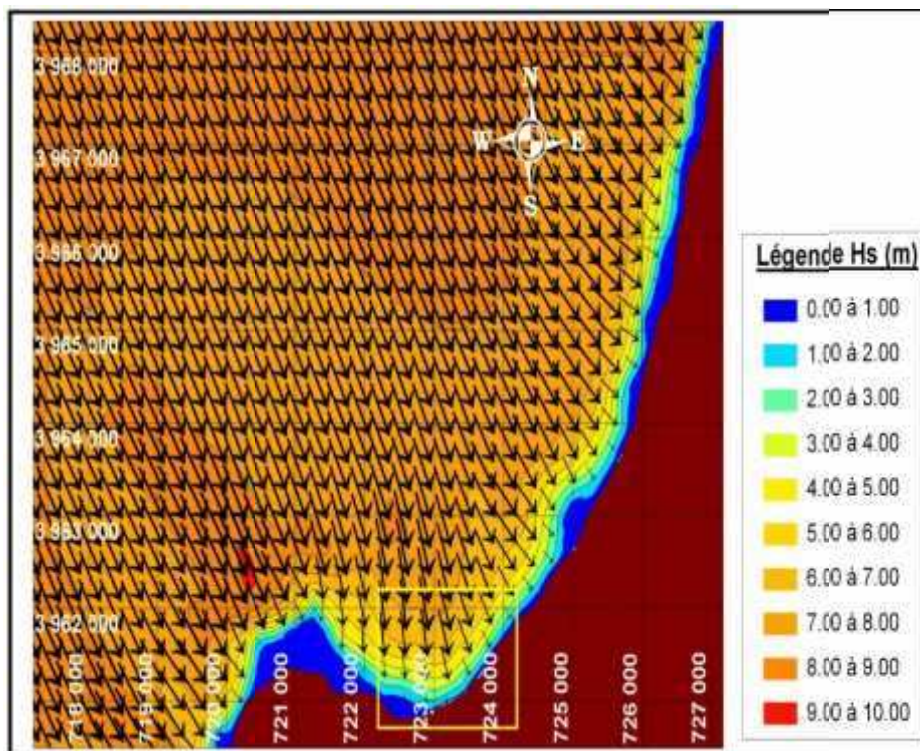 3 968 000
N
W E
S
3 967 000
3 966 000
3 965 000
3 964 000
3 963 000
3 962 000
718 000
719 000
720 000
721 000
722 000
723 000
724 000
725 000
726 000
727 000
Légende Hs (m)
0.00 à 1.00
1.00 à 2.00
2.00 à 3.00
3.00 à 4.00
4.00 à 5.00
5.00 à 6.00
6.00 à 7.00
7.00 à 8.00
8.00 à 9.00
9.00 à 10.00